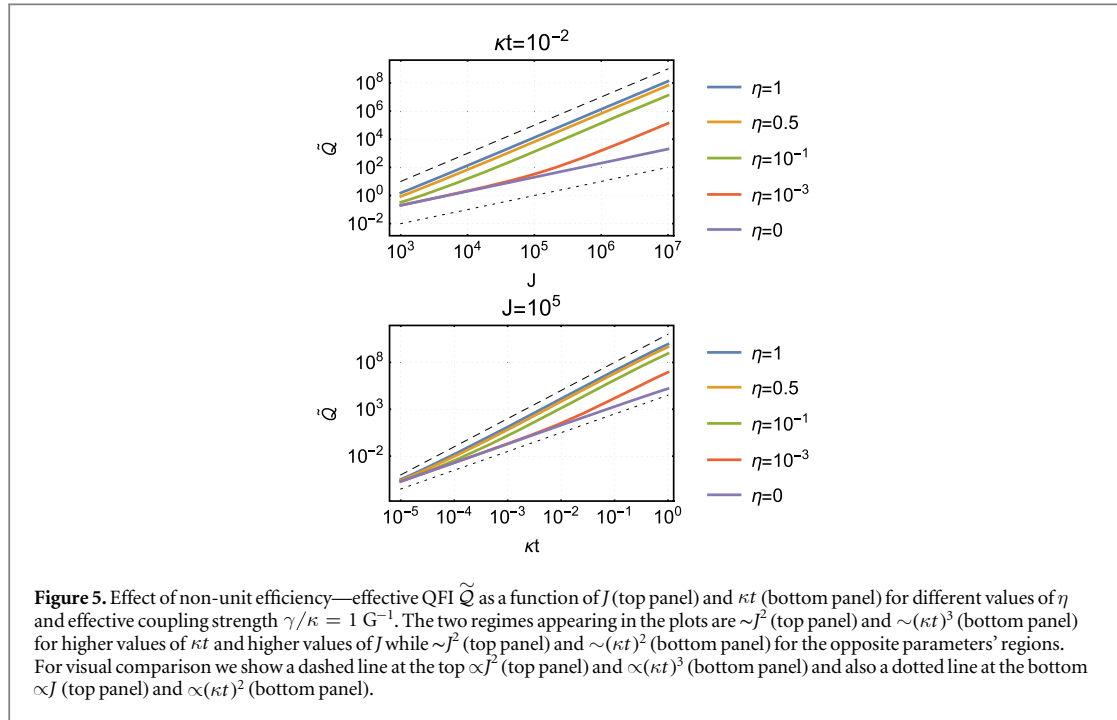 κt=10⁻²
10⁸
10⁶
10⁴
10²
10⁰
10⁻²
Q̃
10³ 10⁴ 10⁵ 10⁶ 10⁷
J
η=1
η=0.5
η=10⁻¹
η=10⁻³
η=0
J=10⁵
10⁸
10³
10⁻²
Q̃
10⁻⁵ 10⁻⁴ 10⁻³ 10⁻² 10⁻¹ 10⁰
κt
η=1
η=0.5
η=10⁻¹
η=10⁻³
η=0
Figure 5. Effect of non-unit efficiency—effective QFI Q̃ as a function of J (top panel) and κt (bottom panel) for different values of η
and effective coupling strength γ/κ = 1 G⁻¹. The two regimes appearing in the plots are ~J² (top panel) and ~(κt)³ (bottom panel)
for higher values of κt and higher values of J while ~J² (top panel) and ~(κt)² (bottom panel) for the opposite parameters' regions.
For visual comparison we show a dashed line at the top ∝J² (top panel) and ∝(κt)³ (bottom panel) and also a dotted line at the bottom
∝J (top panel) and ∝(κt)² (bottom panel).